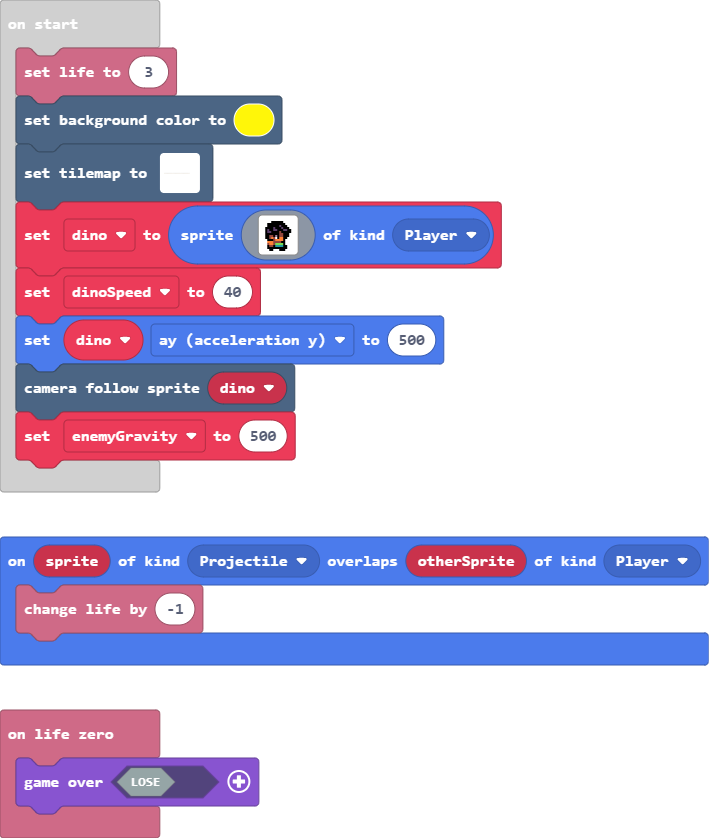 on start
set life to 3
set background color to
set tilemap to
set dino to sprite of kind Player
set dinoSpeed to 40
set dino ay (acceleration y) to 500
camera follow sprite dino
set enemyGravity to 500
on sprite of kind Projectile overlaps otherSprite of kind Player
change life by -1
on life zero
game over LOSE